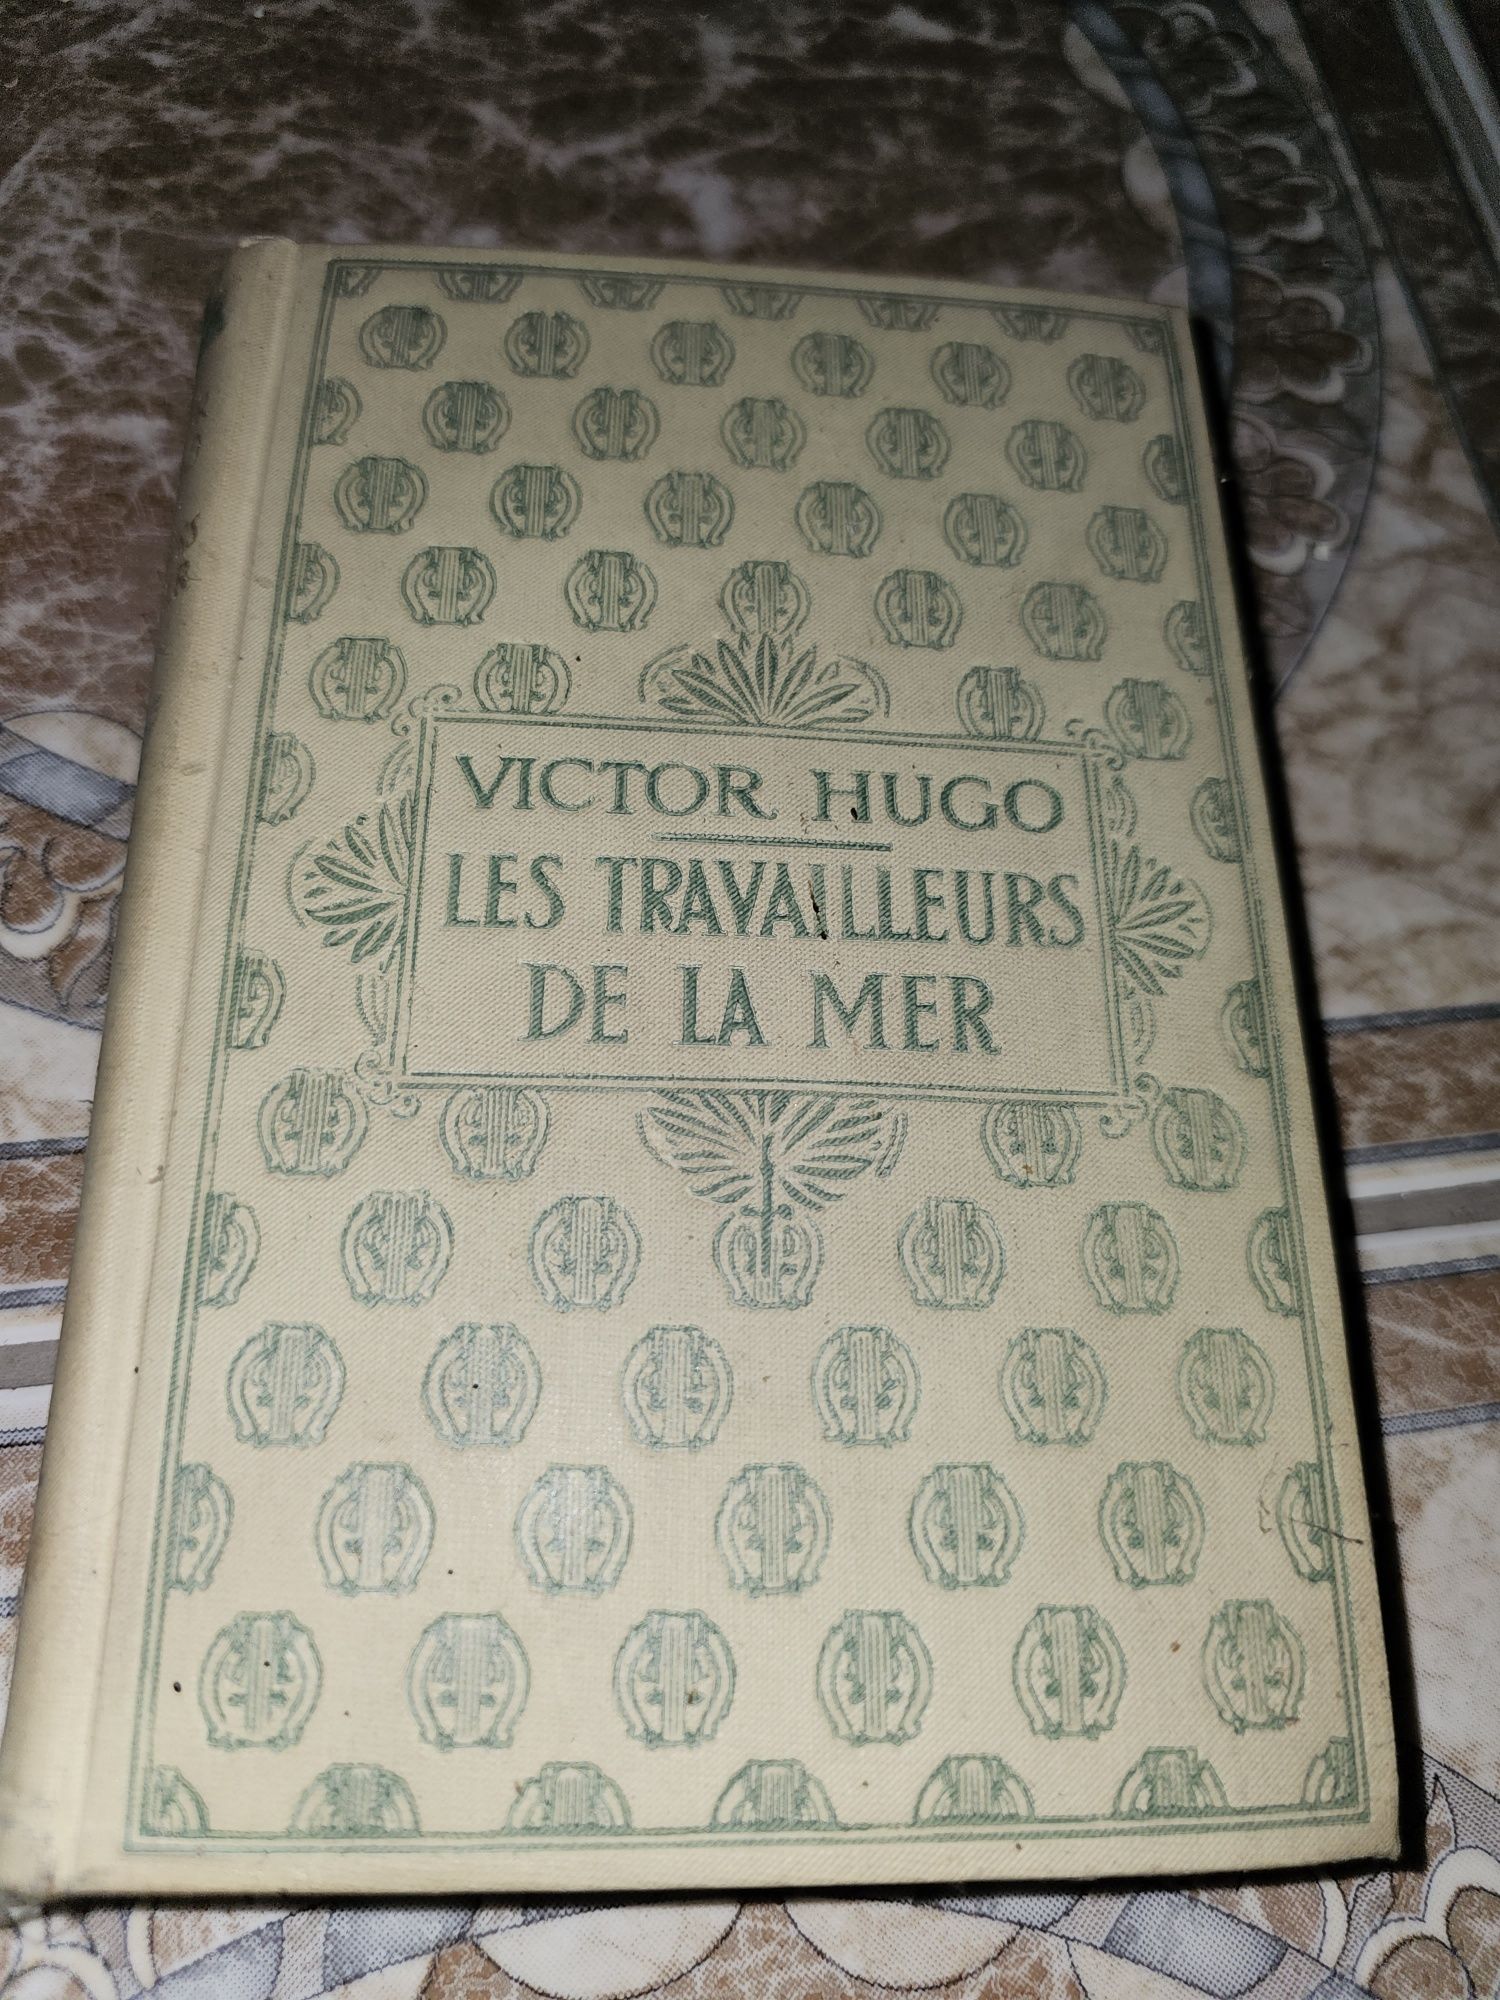 VICTOR HUGO
LES TRAVAILLEURS
DE LA MER